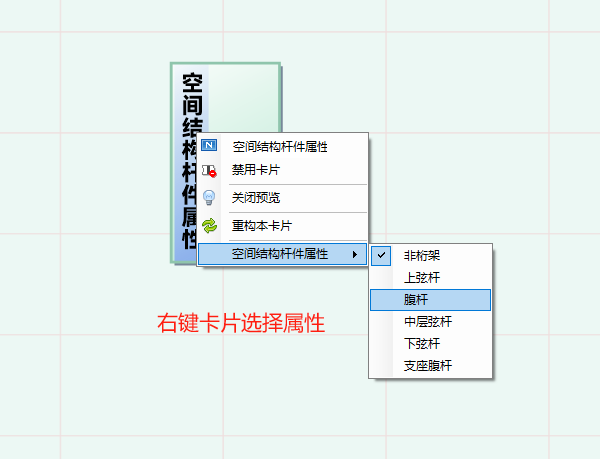 空间结构杆件属性
空间结构杆件属性
禁用卡片
关闭预览
重构本卡片
空间结构杆件属性
非桁架
上弦杆
腹杆
中层弦杆
下弦杆
支座腹杆
右键卡片选择属性